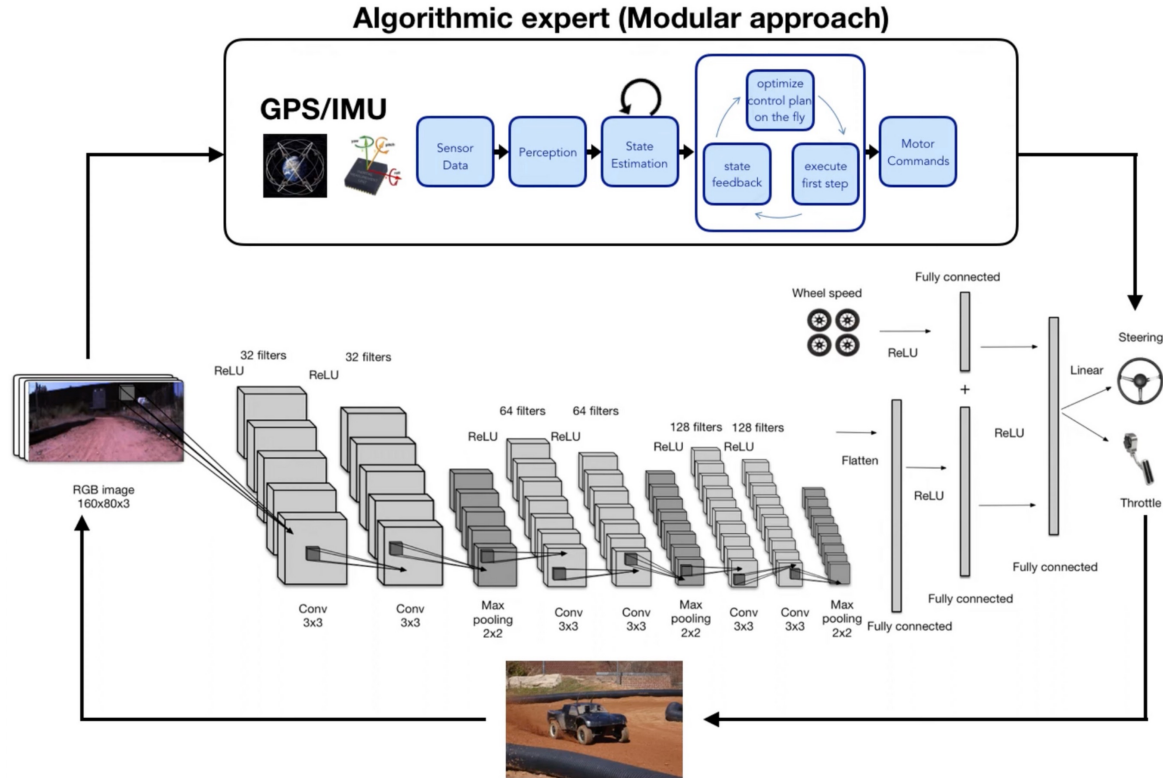 Algorithmic expert (Modular approach)
GPS/IMU
Sensor
Data
Perception
State
Estimation
optimize
control plan
on the fly
state
feedback
execute
first step
Motor
Commands
Wheel speed
Fully connected
ReLU
Steering
Linear
+
Throttle
32 filters
ReLU
32 filters
ReLU
64 filters
ReLU
64 filters
ReLU
128 filters
ReLU
128 filters
ReLU
Flatten
ReLU
ReLU
RGB image
160x80x3
Conv
3x3
Conv
3x3
Max
pooling
2x2
Conv
3x3
Conv
3x3
Max
pooling
2x2
Conv
3x3
Conv
3x3
Max
pooling
2x2
Fully connected
Fully connected
Fully connected